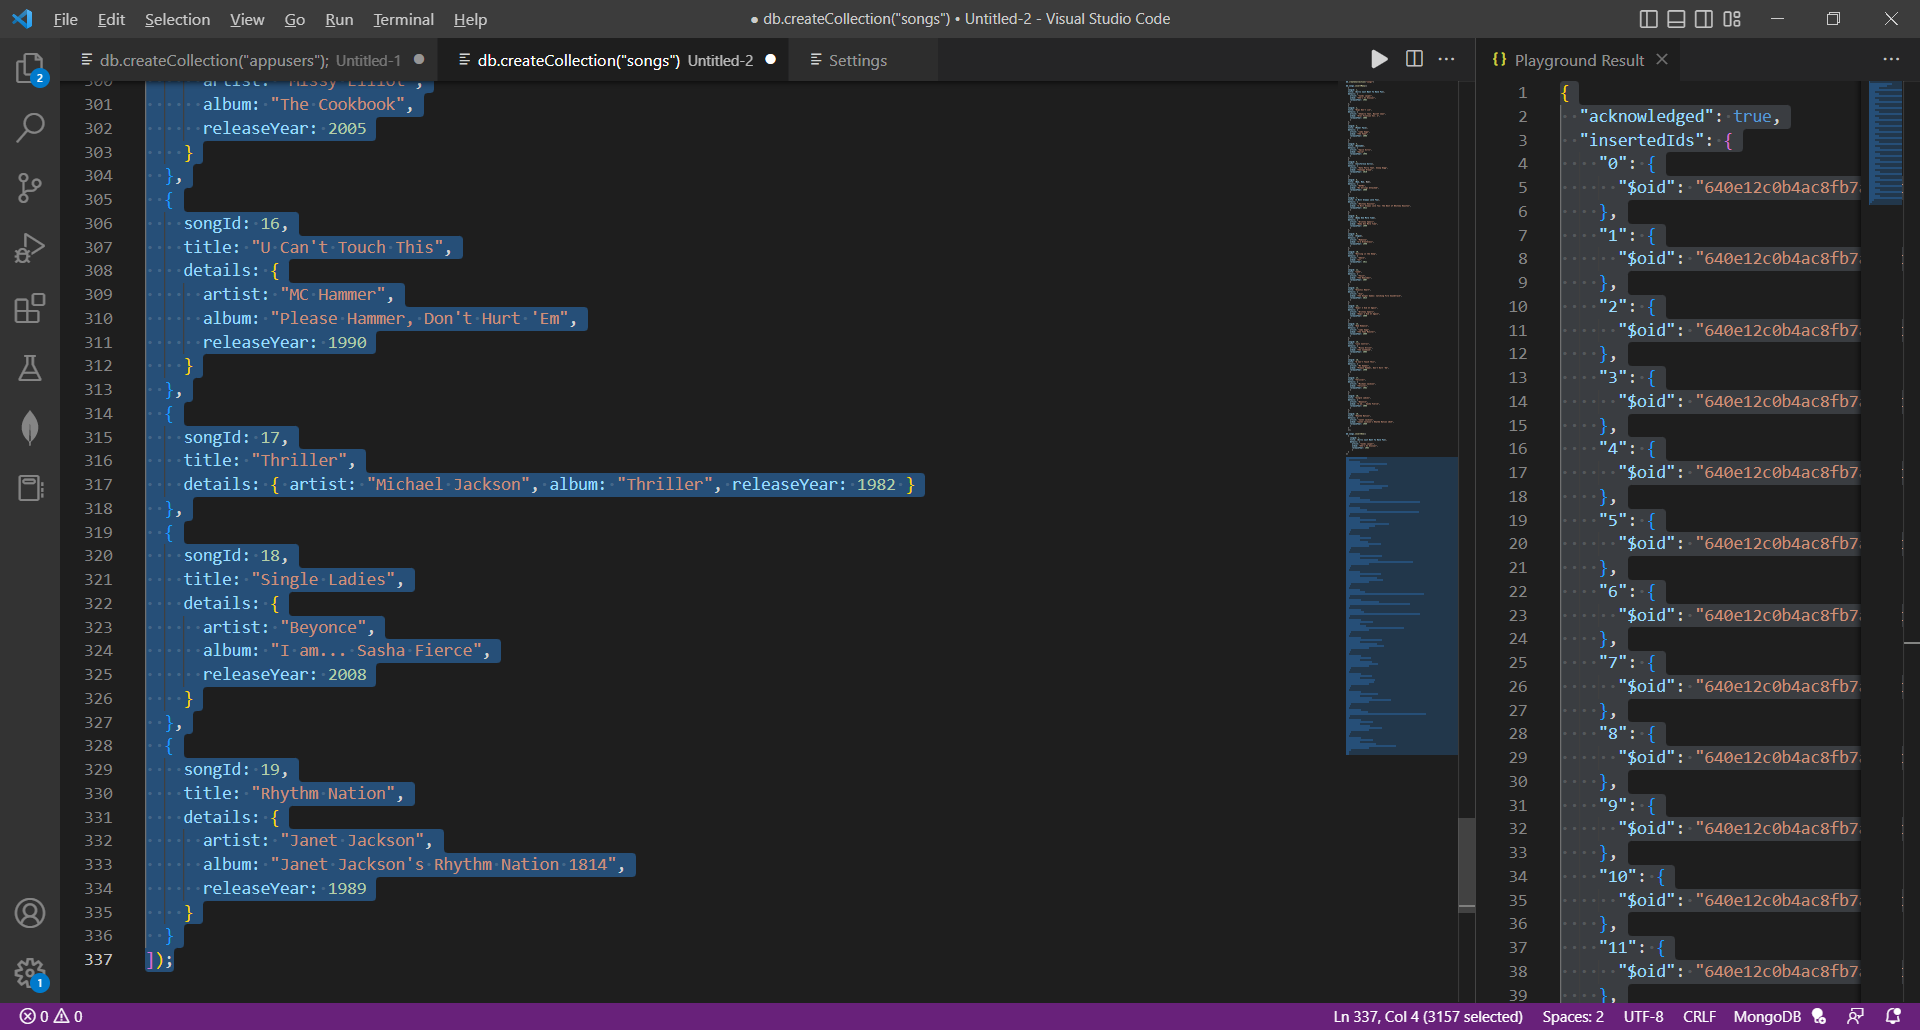 File Edit Selection View Go Run Terminal Help
● db.createCollection("songs") • Untitled-2 - Visual Studio Code
db.createCollection("appusers"); Untitled-1
db.createCollection("songs") Untitled-2
Settings
Playground Result
2
1
300 artist: "Missy Elliot",
301 album: "The Cookbook",
302 releaseYear: 2005
303 }
304 },
305 {
306 songId: 16,
307 title: "U Can't Touch This",
308 details: {
309 artist: "MC Hammer",
310 album: "Please Hammer, Don't Hurt 'Em",
311 releaseYear: 1990
312 }
313 },
314 {
315 songId: 17,
316 title: "Thriller",
317 details: { artist: "Michael Jackson", album: "Thriller", releaseYear: 1982 }
318 },
319 {
320 songId: 18,
321 title: "Single Ladies",
322 details: {
323 artist: "Beyonce",
324 album: "I am... Sasha Fierce",
325 releaseYear: 2008
326 }
327 },
328 {
329 songId: 19,
330 title: "Rhythm Nation",
331 details: {
332 artist: "Janet Jackson",
333 album: "Janet Jackson's Rhythm Nation 1814",
334 releaseYear: 1989
335 }
336 }
337 ]);
1 {
2 "acknowledged": true,
3 "insertedIds": {
4 "0": {
5 "$oid": "640e12c0b4ac8fb7
6 },
7 "1": {
8 "$oid": "640e12c0b4ac8fb7
9 },
10 "2": {
11 "$oid": "640e12c0b4ac8fb7
12 },
13 "3": {
14 "$oid": "640e12c0b4ac8fb7
15 },
16 "4": {
17 "$oid": "640e12c0b4ac8fb7
18 },
19 "5": {
20 "$oid": "640e12c0b4ac8fb7
21 },
22 "6": {
23 "$oid": "640e12c0b4ac8fb7
24 },
25 "7": {
26 "$oid": "640e12c0b4ac8fb7
27 },
28 "8": {
29 "$oid": "640e12c0b4ac8fb7
30 },
31 "9": {
32 "$oid": "640e12c0b4ac8fb7
33 },
34 "10": {
35 "$oid": "640e12c0b4ac8fb7
36 },
37 "11": {
38 "$oid": "640e12c0b4ac8fb7
39 },
0 0
Ln 337, Col 4 (3157 selected) Spaces: 2 UTF-8 CRLF MongoDB